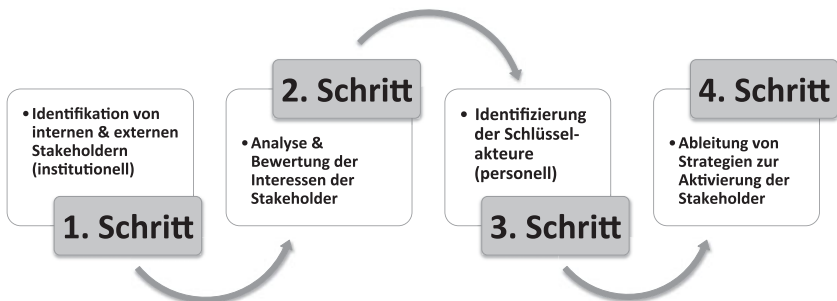 • Identifikation von
internen & externen
Stakeholdern
(institutionell)
1. Schritt
2. Schritt
• Analyse &
Bewertung der
Interessen der
Stakeholder
• Identifizierung
der Schlüssel-
akteure
(personell)
3. Schritt
4. Schritt
• Ableitung von
Strategien zur
Aktivierung der
Stakeholder